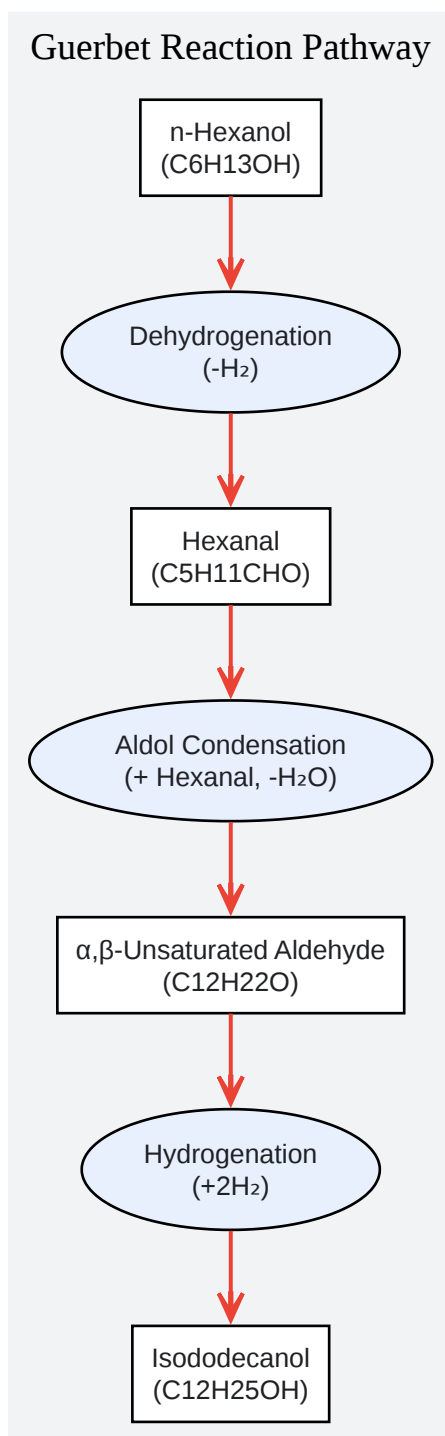 Guerbet Reaction Pathway
n-Hexanol
(C6H13OH)
Dehydrogenation
(-H₂)
Hexanal
(C5H11CHO)
Aldol Condensation
(+ Hexanal, -H₂O)
α,β-Unsaturated Aldehyde
(C12H22O)
Hydrogenation
(+2H₂)
Isododecanol
(C12H25OH)